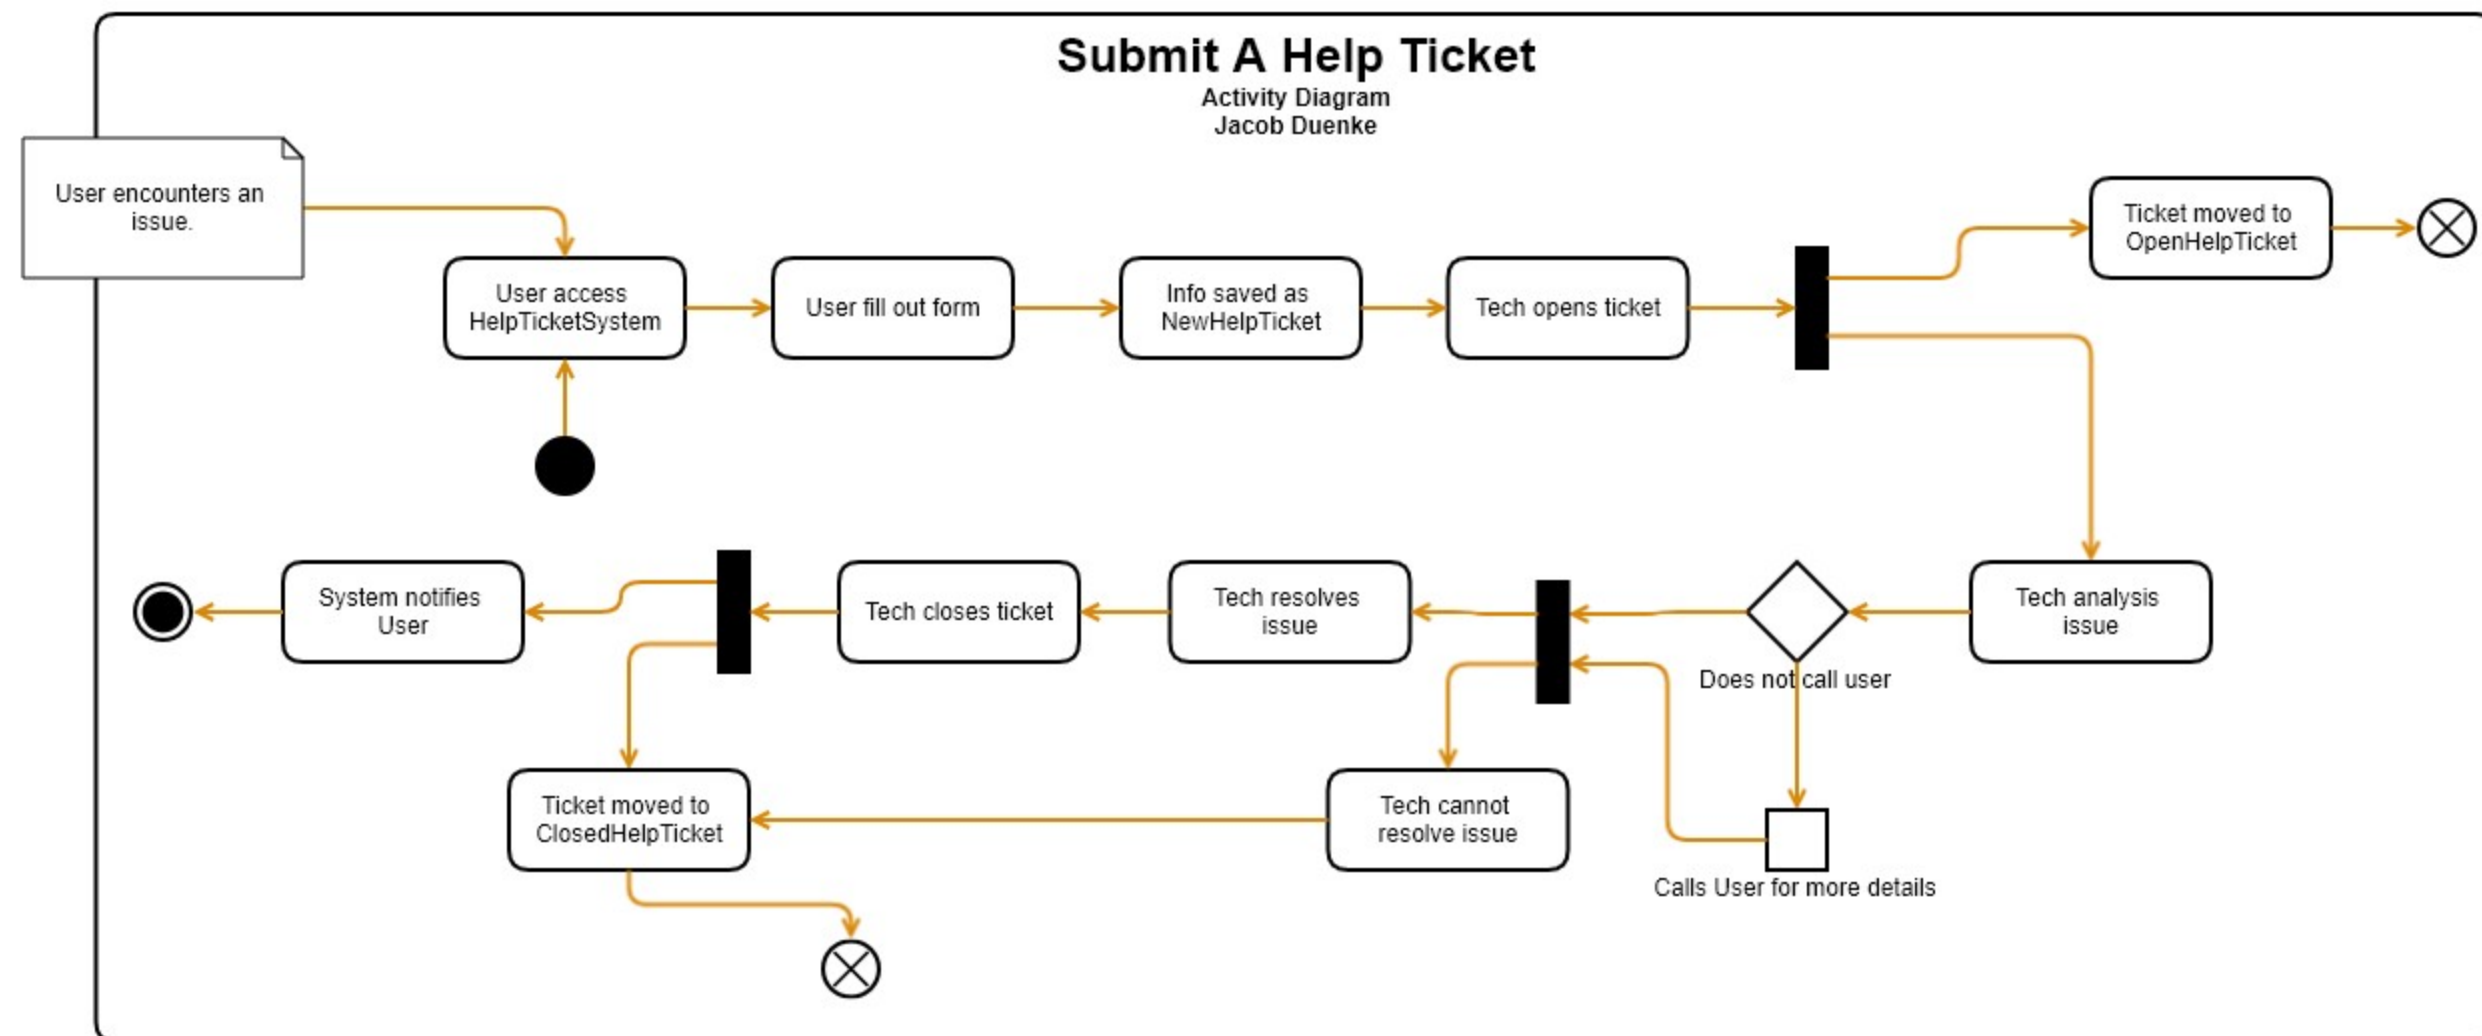 Submit A Help Ticket
Activity Diagram
Jacob Duenke
User encounters an
issue.
User access
HelpTicketSystem
User fill out form
Info saved as
NewHelpTicket
Tech opens ticket
Ticket moved to
OpenHelpTicket
System notifies
User
Tech closes ticket
Tech resolves
issue
Does not call user
Tech analysis
issue
Ticket moved to
ClosedHelpTicket
Tech cannot
resolve issue
Calls User for more details